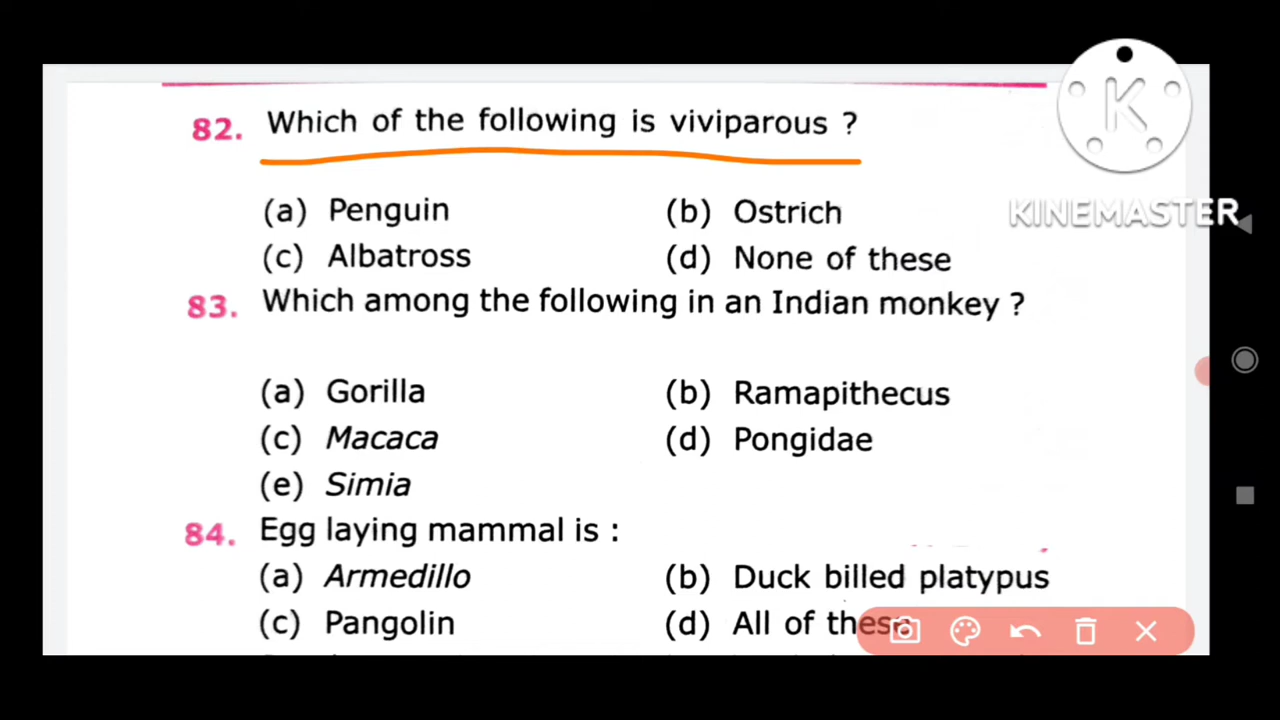 82. Which of the following is viviparous ?
(a) Penguin (b) Ostrich
(c) Albatross (d) None of these
83. Which among the following in an Indian monkey ?
(a) Gorilla (b) Ramapithecus
(c) Macaca (d) Pongidae
(e) Simia
84. Egg laying mammal is :
(a) Armedillo (b) Duck billed platypus
(c) Pangolin (d) All of these
K
KINEMASTER